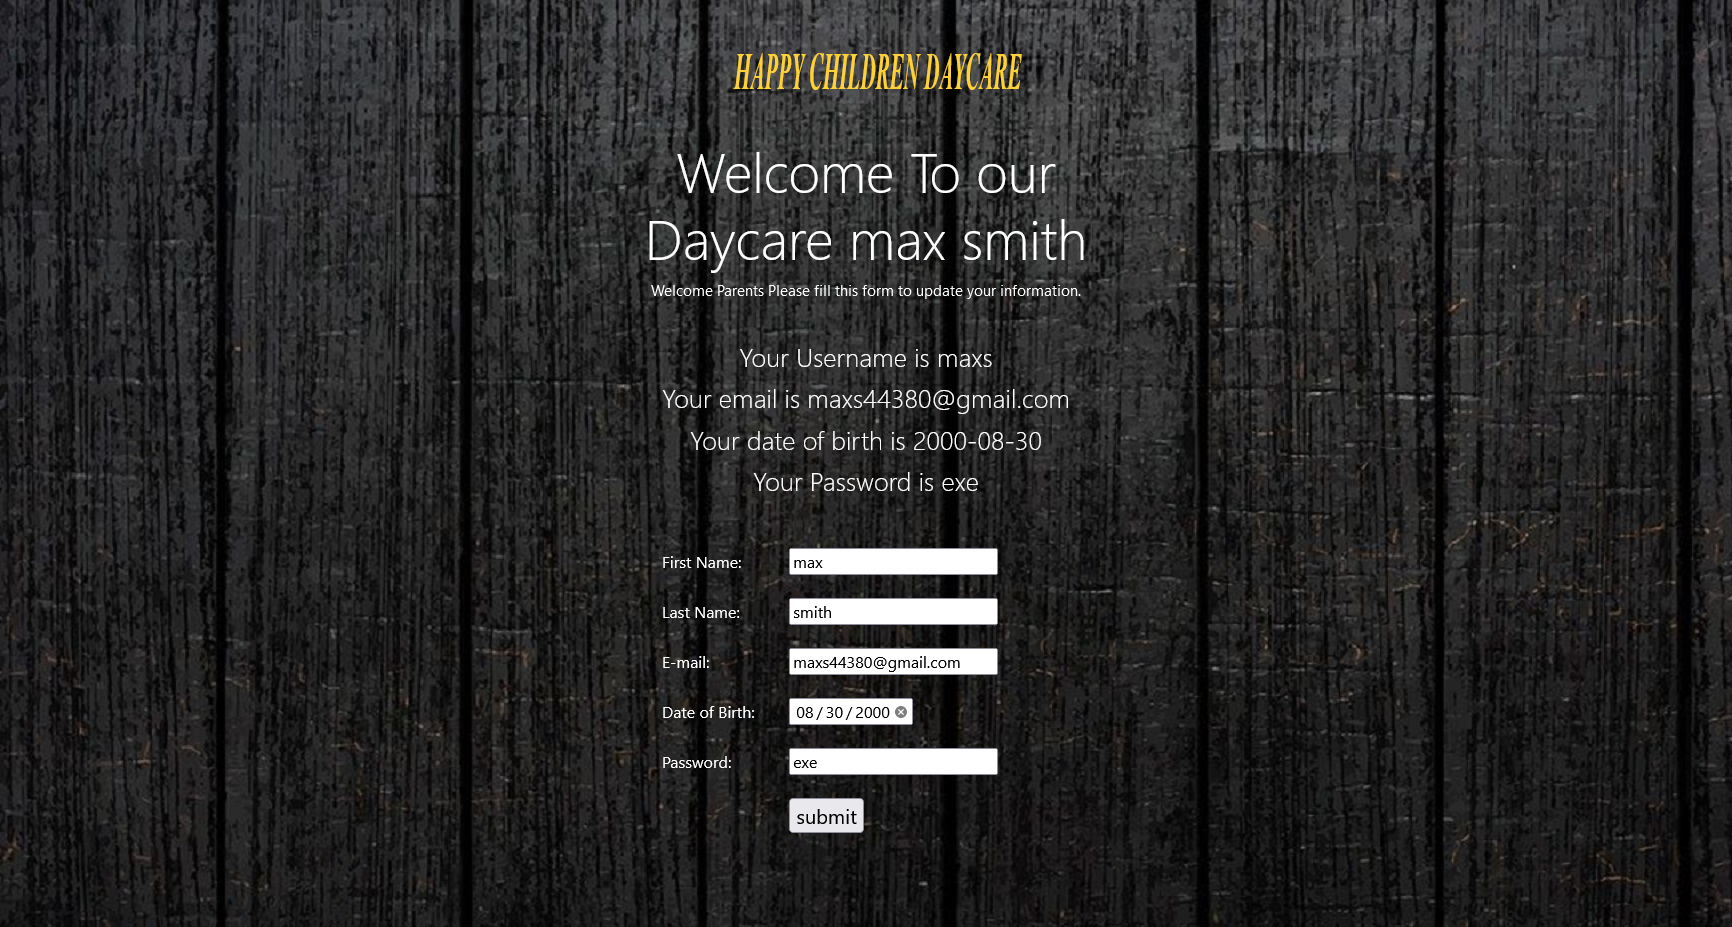 HAPPY CHILDREN DAYCARE
Welcome To our
Daycare max smith
Welcome Parents Please fill this form to update your information.
Your Username is maxs
Your email is maxs44380@gmail.com
Your date of birth is 2000-08-30
Your Password is exe
First Name: max
Last Name: smith
E-mail: maxs44380@gmail.com
Date of Birth: 08/30/2000
Password: exe
submit